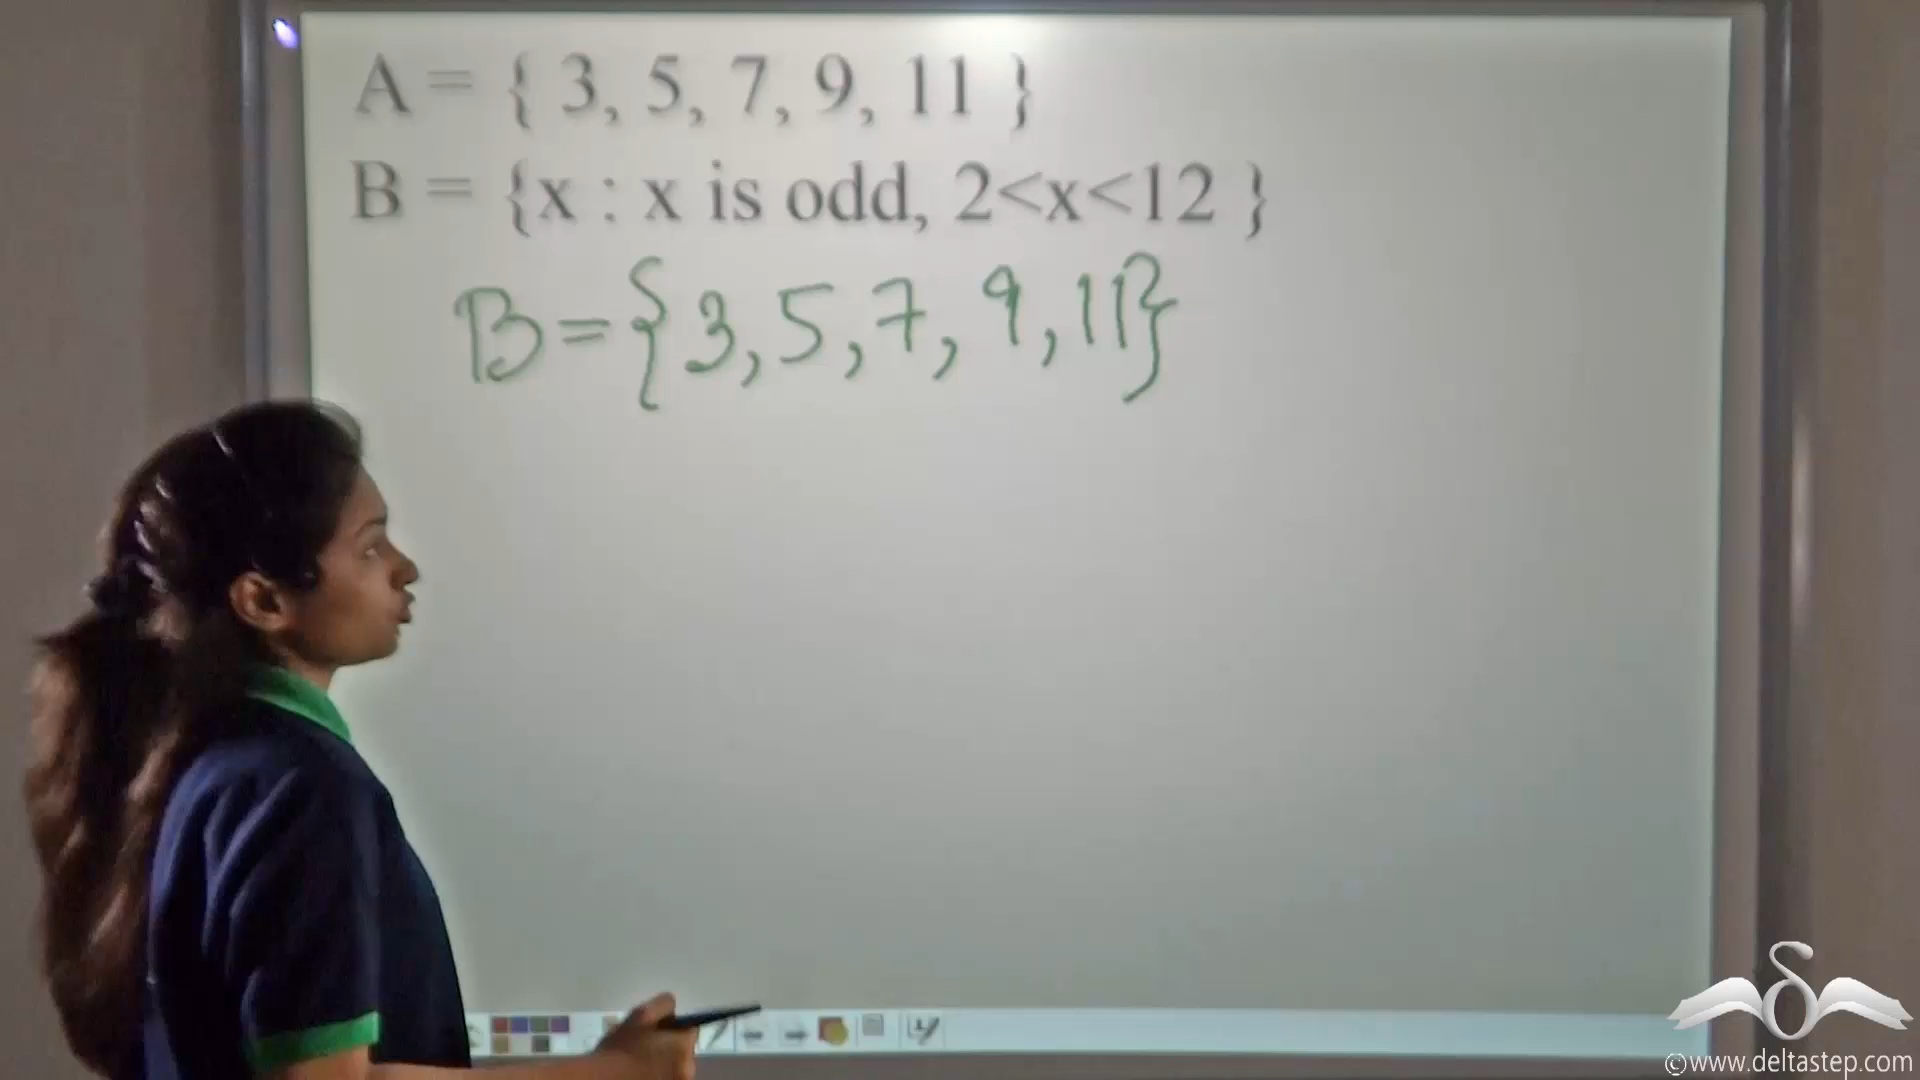 A = { 3, 5, 7, 9, 11 }
B = {x : x is odd, 2<x<12 }
B={3,5,7,9,11}
©www.deltastep.com